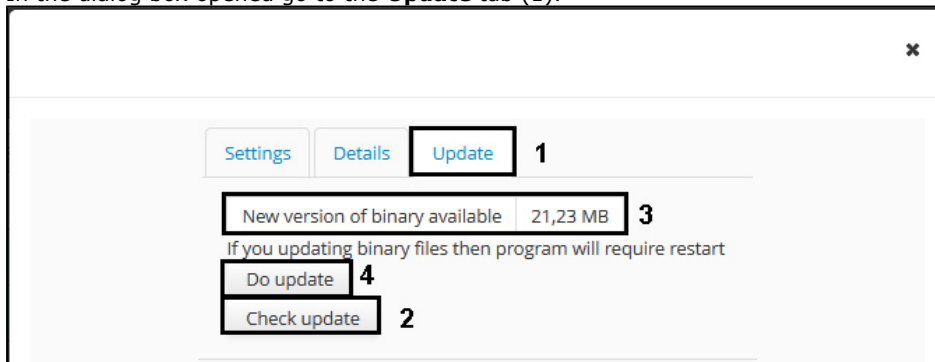 In the dialog box opened go to the Update tab (1).
×
Settings Details Update 1
New version of binary available 21,23 MB 3
If you updating binary files then program will require restart
Do update 4
Check update 2